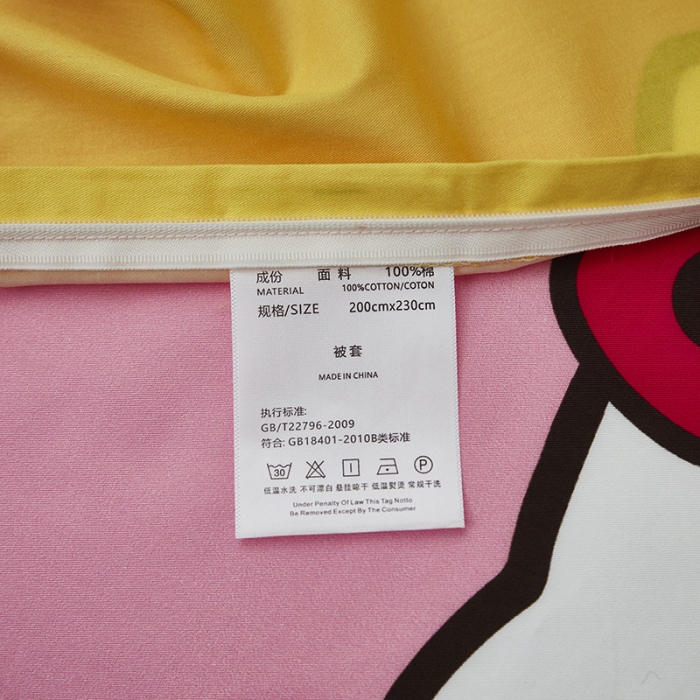 成份 面料 100%棉
MATERIAL 100%COTTON/COTON
规格/SIZE 200cmx230cm
被套
MADE IN CHINA
执行标准:
GB/T22796-2009
符合: GB18401-2010B类标准
30 P
低温水洗 不可漂白 悬挂晾干 低温熨烫 常规干洗
Under Penalty Of Law This Tag Notto
Be Removed Except By The Consumer